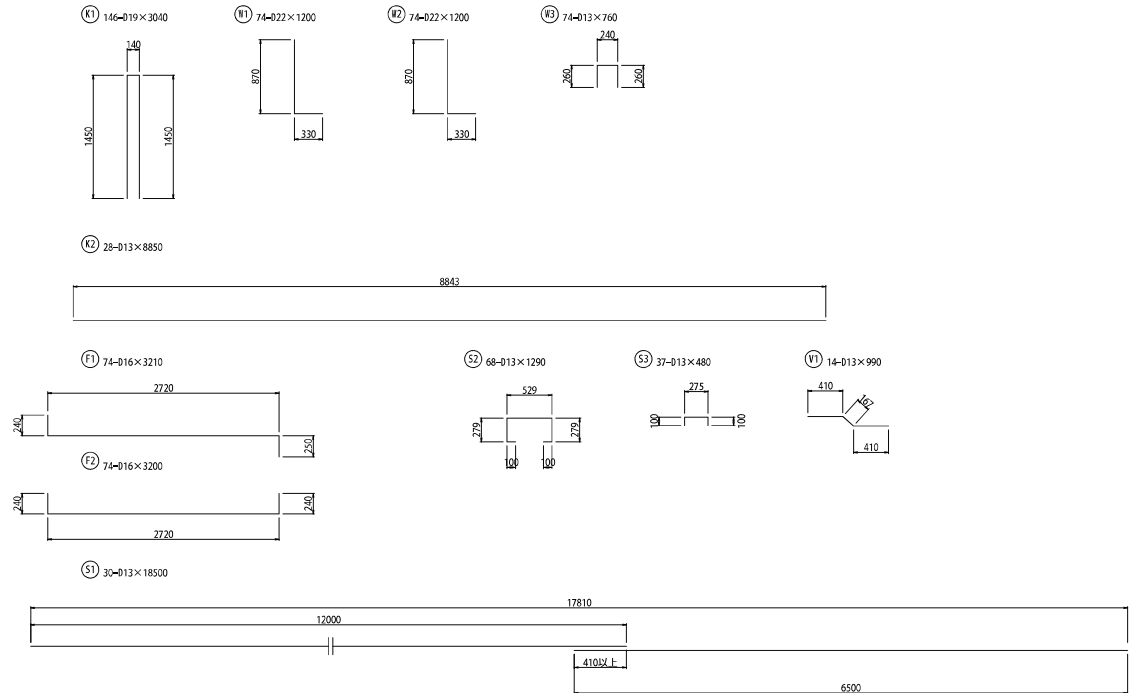 K1 146-D19×3040
140
1450
1450
W1 74-D22×1200
870
330
W2 74-D22×1200
870
330
W3 74-D13×760
240
260
260
K2 28-D13×8850
8843
F1 74-D16×3210
2720
240
250
S2 68-D13×1290
529
279
279
100
100
S3 37-D13×480
275
100
100
V1 14-D13×990
410
167
410
F2 74-D16×3200
240
240
2720
S1 30-D13×18500
17810
12000
410以上
6500